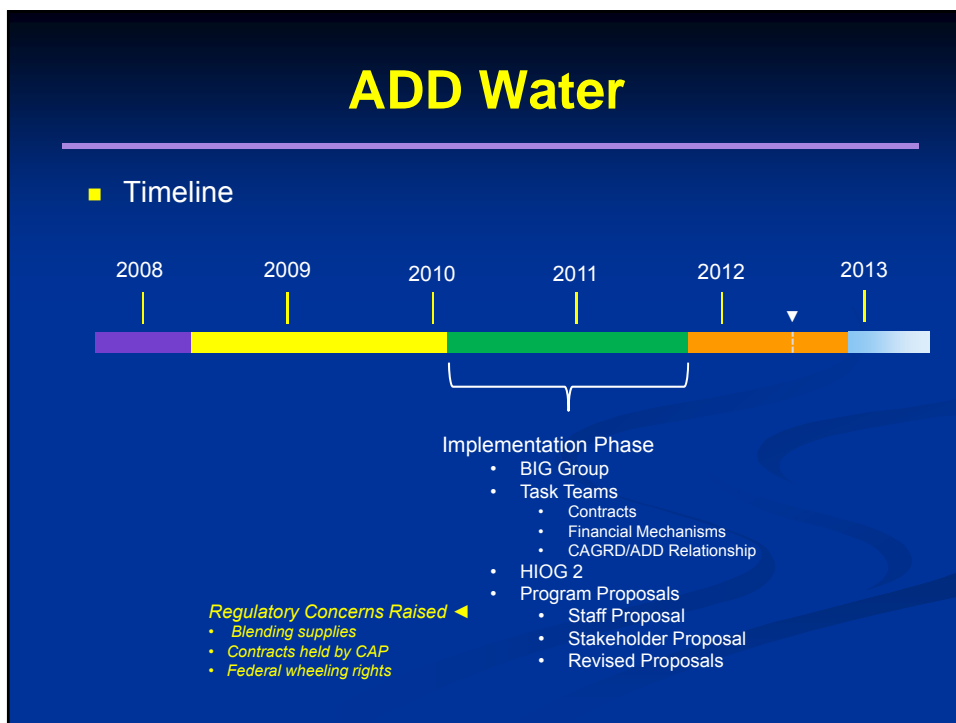 ADD Water
Timeline
2008 2009 2010 2011 2012 2013
Implementation Phase
• BIG Group
• Task Teams
• Contracts
• Financial Mechanisms
• CAGRD/ADD Relationship
• HIOG 2
• Program Proposals
• Staff Proposal
• Stakeholder Proposal
• Revised Proposals
Regulatory Concerns Raised ◄
• Blending supplies
• Contracts held by CAP
• Federal wheeling rights